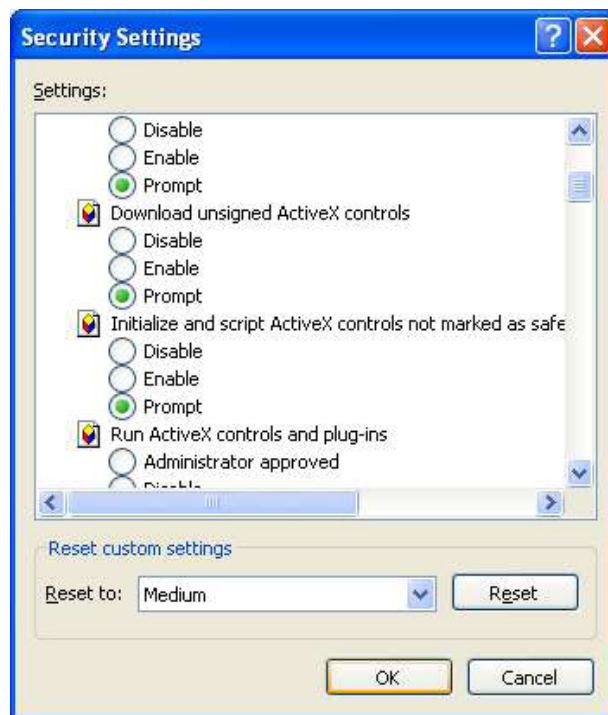 Security Settings
Settings:
Disable
Enable
Prompt
Download unsigned ActiveX controls
Disable
Enable
Prompt
Initialize and script ActiveX controls not marked as safe
Disable
Enable
Prompt
Run ActiveX controls and plug-ins
Administrator approved
Disable
Reset custom settings
Reset to: Medium Reset
OK Cancel